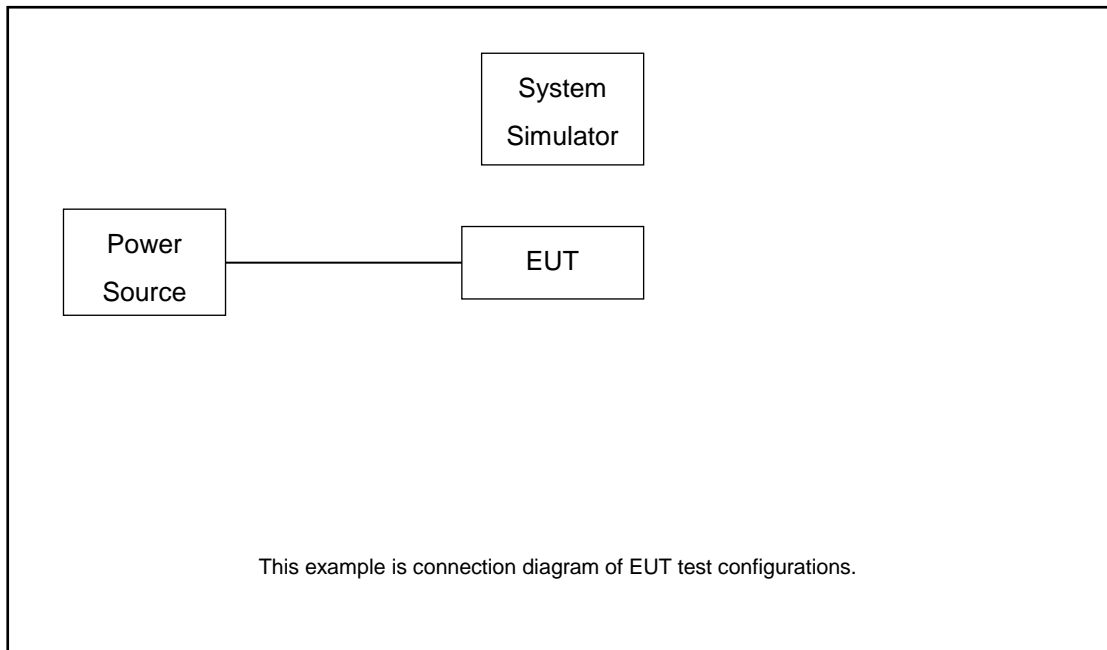 System
Simulator
Power
Source
EUT
This example is connection diagram of EUT test configurations.